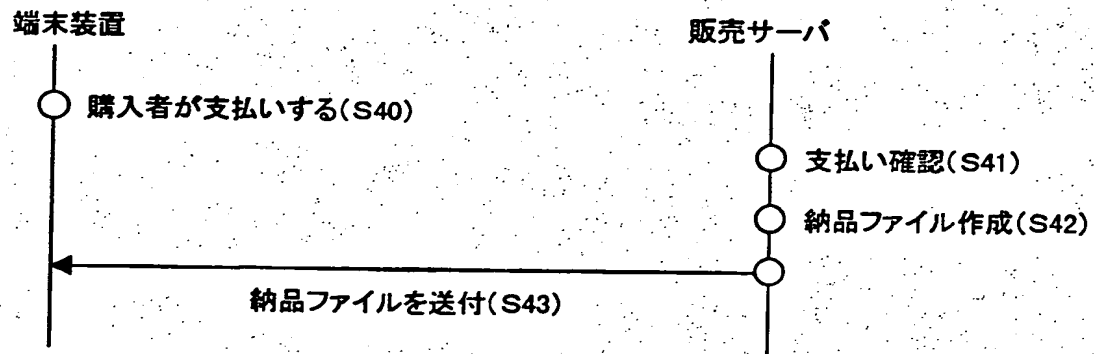 端末装置
販売サーバ
購入者が支払いする(S40)
支払い確認(S41)
納品ファイル作成(S42)
納品ファイルを送付(S43)